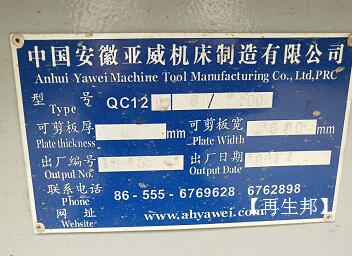 中国安徽亚威机床制造有限公司
Anhui Yawei Machine Tool Manufacturing Co., Ltd, PRC
型 号 QC12
Type
可剪板厚 mm 可剪板宽 mm
Plate thickness Plate Width
出厂编号 出厂日期
Output No. Output Date
联系电话 86-555-6769628 6762898
Phone
网 址 www.ahyawei.com
Website
【再生邦】